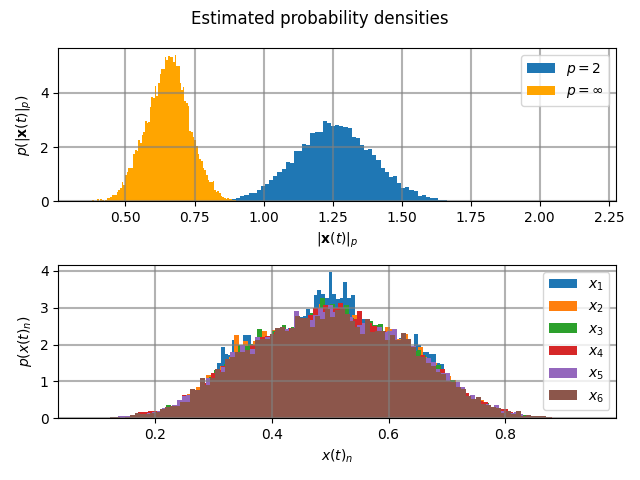 Estimated probability densities
p(|𝐱(t)|ₚ)
4
2
0
p = 2
p = ∞
0.50 0.75 1.00 1.25 1.50 1.75 2.00 2.25
|𝐱(t)|ₚ
p(x(t)ₙ)
4
3
2
1
0
x₁
x₂
x₃
x₄
x₅
x₆
0.2 0.4 0.6 0.8
x(t)ₙ